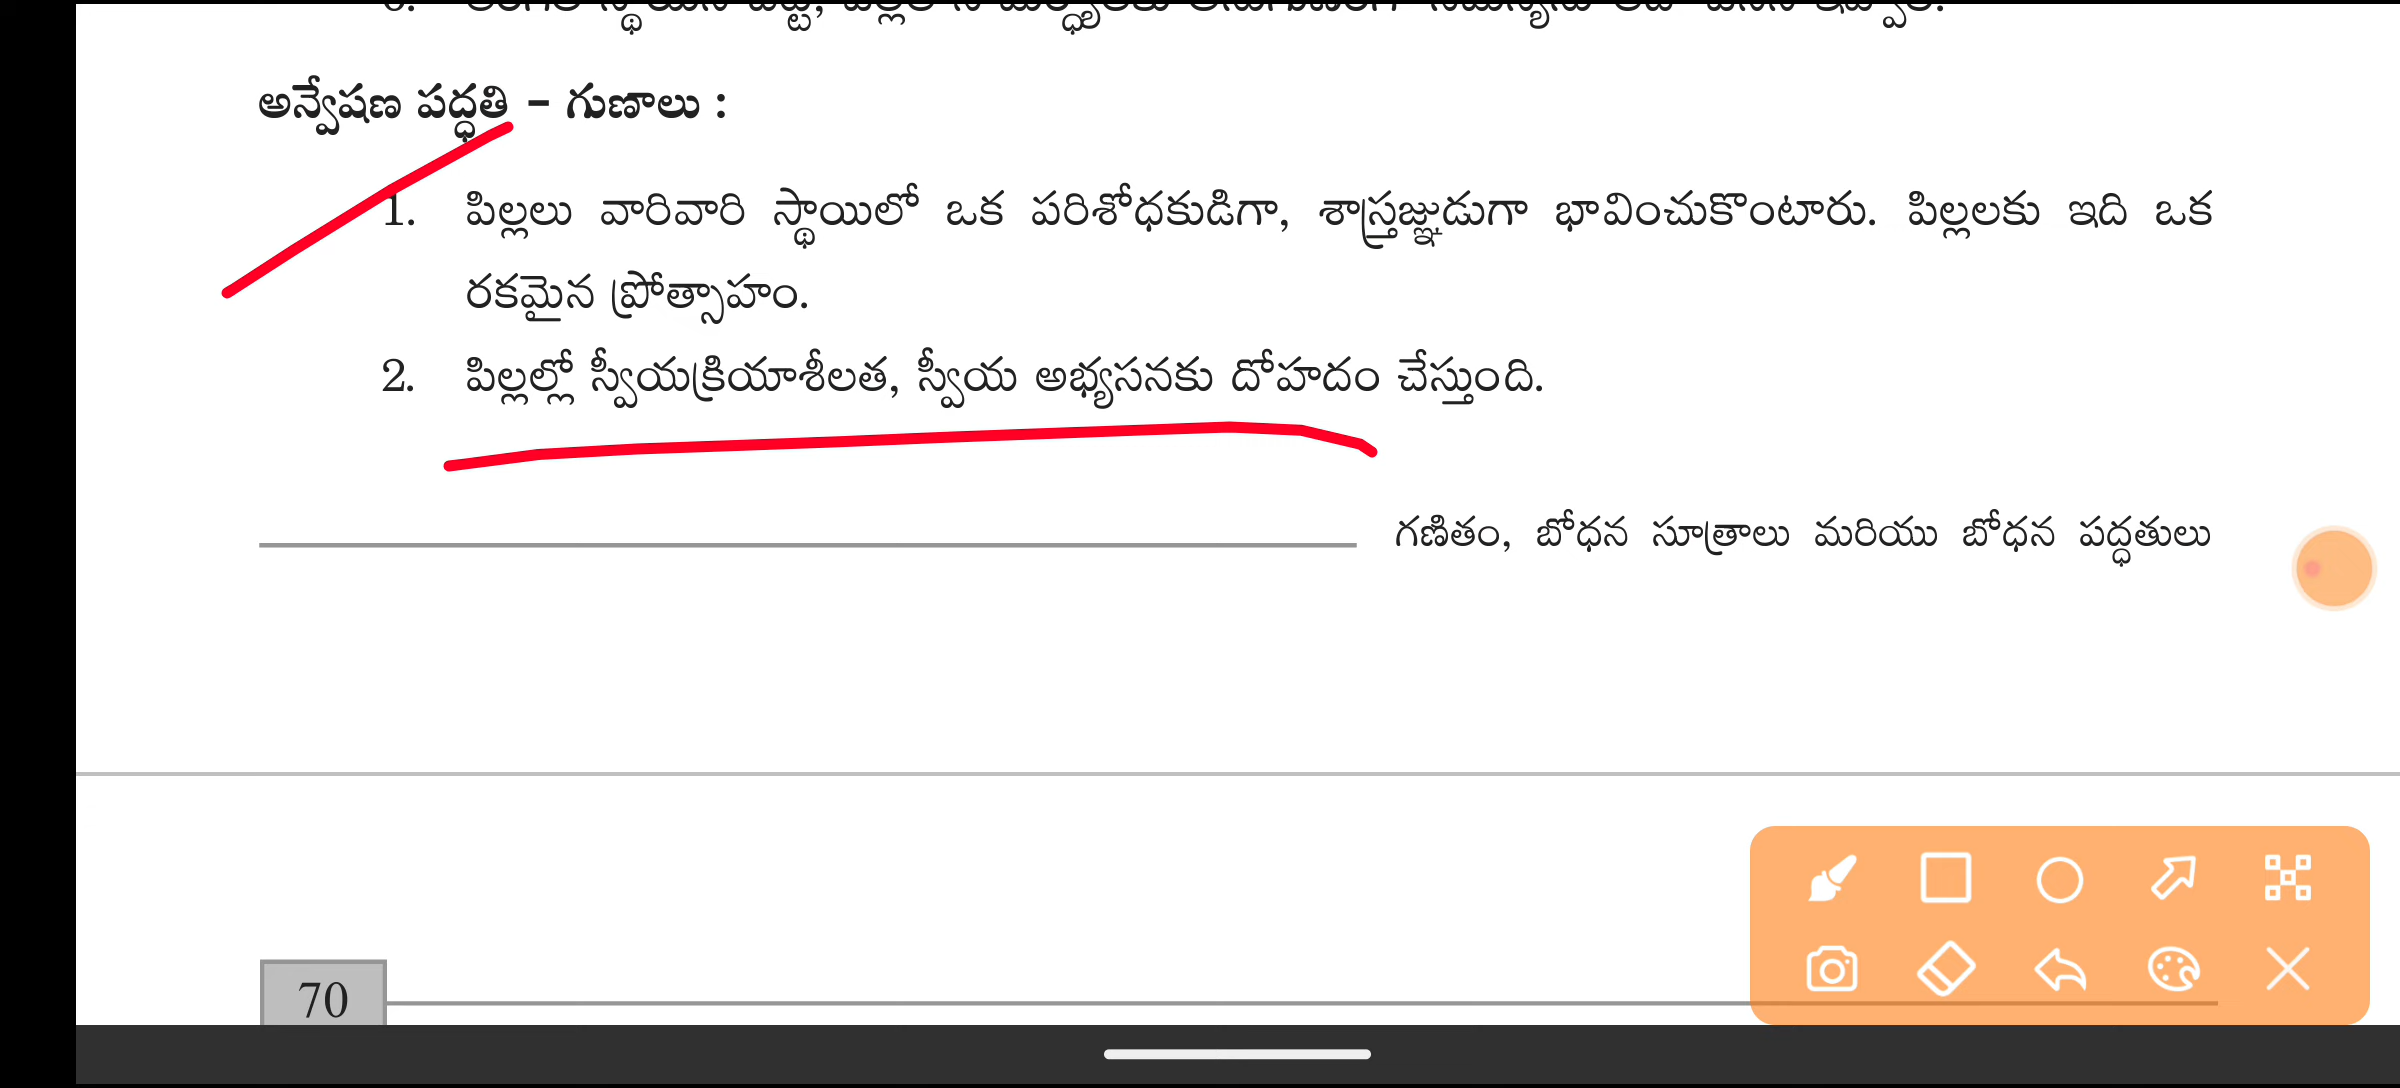 అన్వేషణ పద్ధతి – గుణాలు :
1. పిల్లలు వారివారి స్థాయిలో ఒక పరిశోధకుడిగా, శాస్త్రజ్ఞుడుగా భావించుకొంటారు. పిల్లలకు ఇది ఒక
రకమైన ప్రోత్సాహం.
2. పిల్లల్లో స్వీయక్రియాశీలత, స్వీయ అభ్యసనకు దోహదం చేస్తుంది.
గణితం, బోధన సూత్రాలు మరియు బోధన పద్ధతులు
70